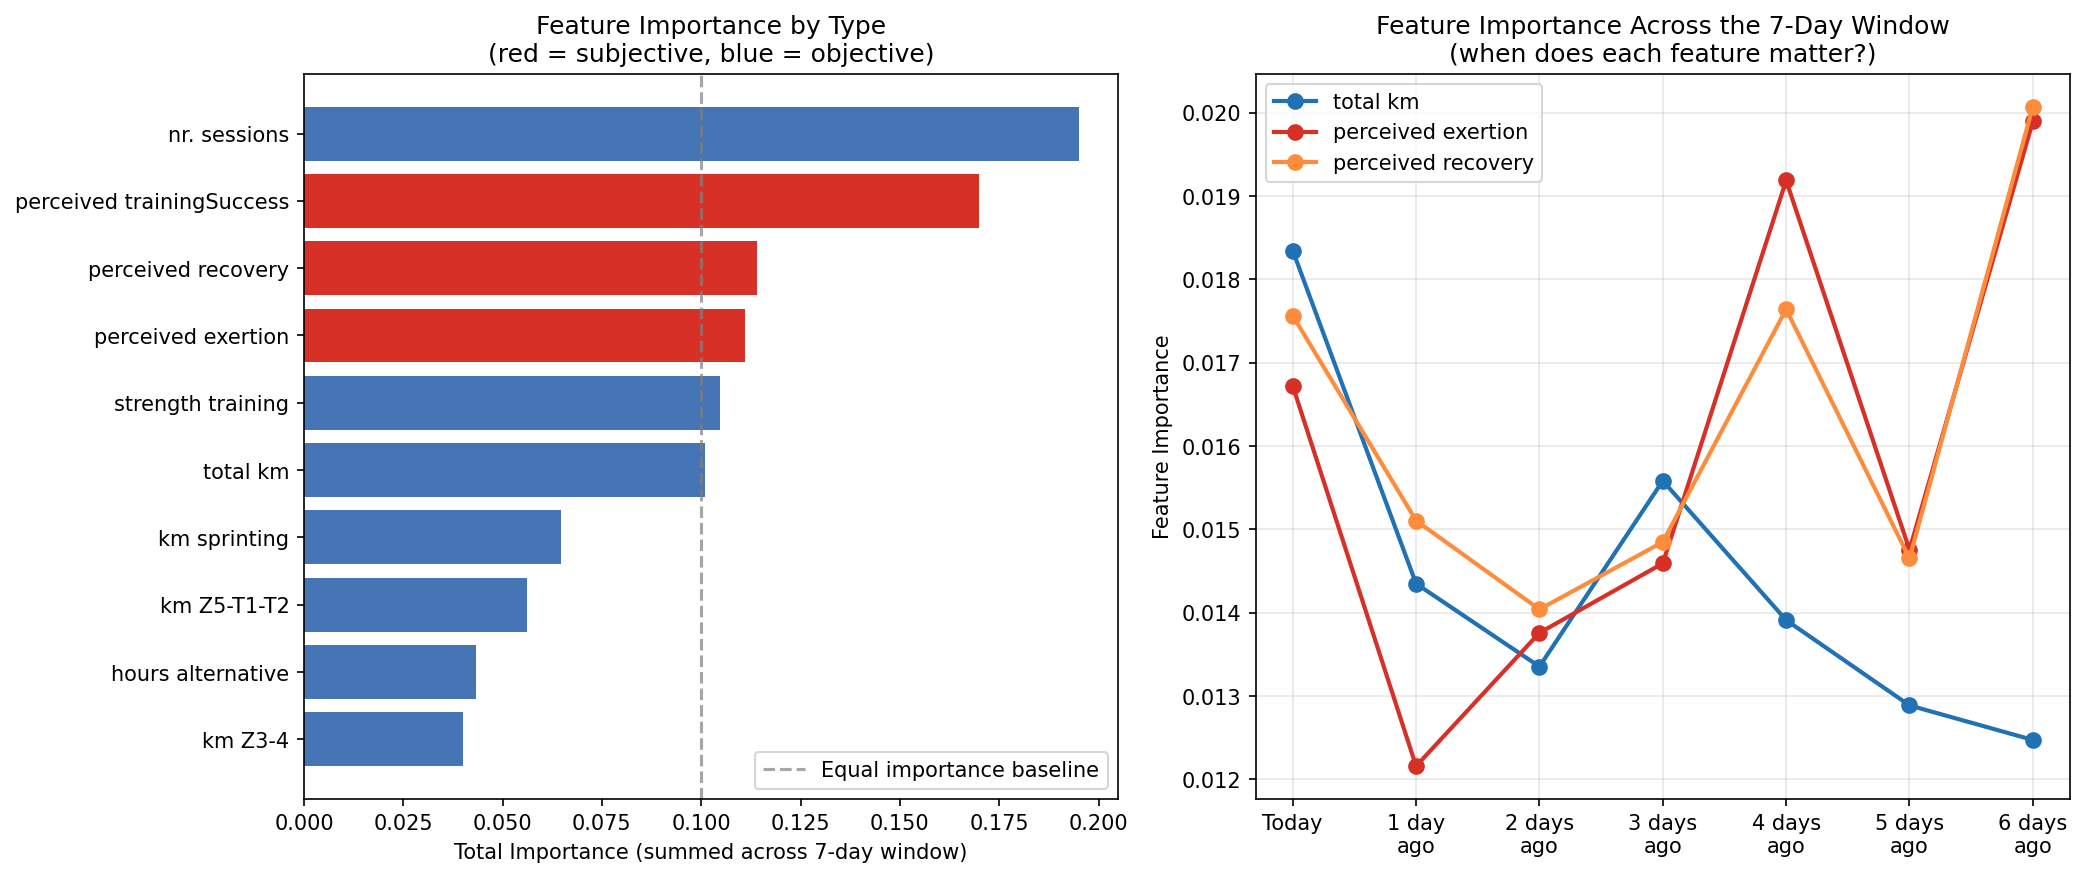 Feature Importance by Type
(red = subjective, blue = objective)
nr. sessions
perceived trainingSuccess
perceived recovery
perceived exertion
strength training
total km
km sprinting
km Z5-T1-T2
hours alternative
km Z3-4
Equal importance baseline
0.000 0.025 0.050 0.075 0.100 0.125 0.150 0.175 0.200
Total Importance (summed across 7-day window)
Feature Importance Across the 7-Day Window
(when does each feature matter?)
total km
perceived exertion
perceived recovery
Feature Importance
0.020
0.019
0.018
0.017
0.016
0.015
0.014
0.013
0.012
Today
1 day
ago
2 days
ago
3 days
ago
4 days
ago
5 days
ago
6 days
ago